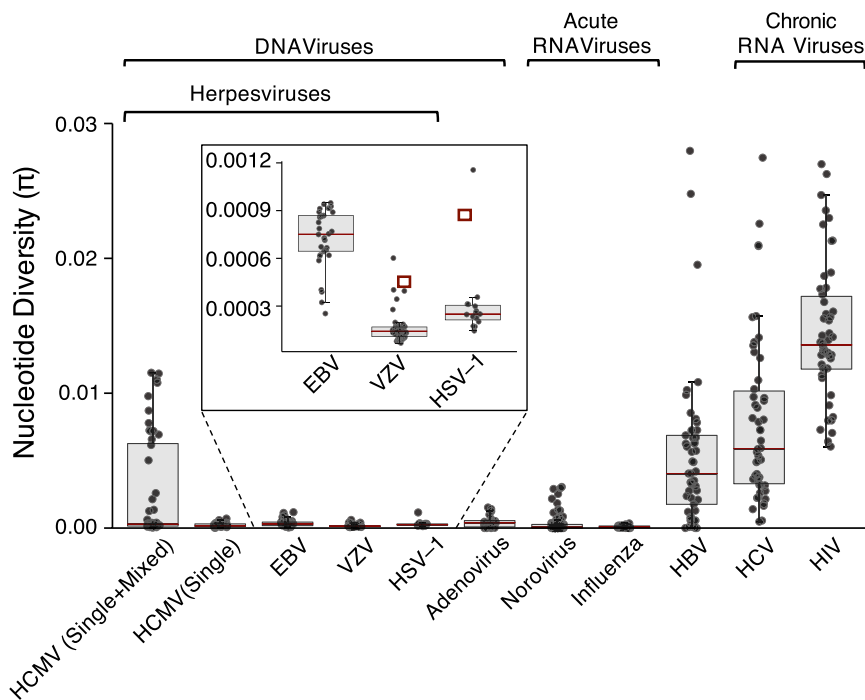 Acute
Chronic
DNAViruses
RNAViruses
RNA Viruses
Herpesviruses
Nucleotide Diversity (π)
0.03
0.02
0.01
0.00
0.0012
0.0009
0.0006
0.0003
EBV
VZV
HSV−1
HCMV (Single+Mixed)
HCMV(Single)
EBV
VZV
HSV−1
Adenovirus
Norovirus
Influenza
HBV
HCV
HIV